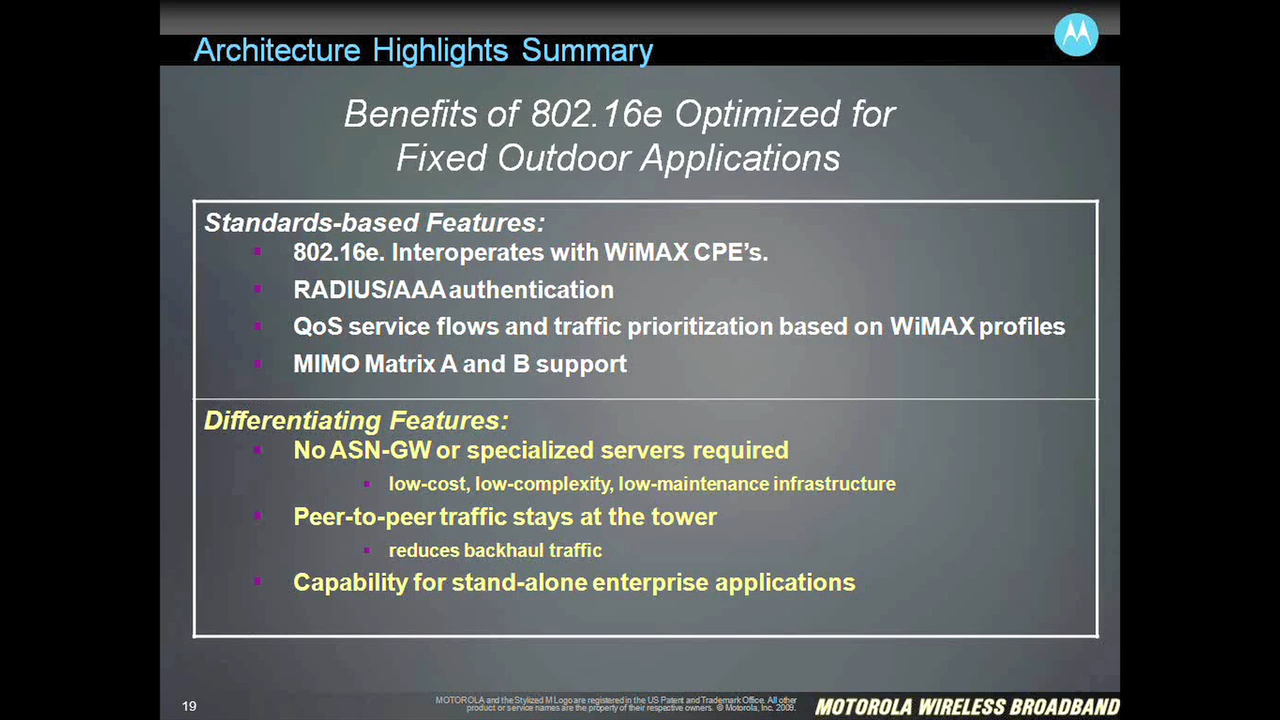 Architecture Highlights Summary
Benefits of 802.16e Optimized for
Fixed Outdoor Applications
Standards-based Features:
802.16e. Interoperates with WiMAX CPE's.
RADIUS/AAA authentication
QoS service flows and traffic prioritization based on WiMAX profiles
MIMO Matrix A and B support
Differentiating Features:
No ASN-GW or specialized servers required
low-cost, low-complexity, low-maintenance infrastructure
Peer-to-peer traffic stays at the tower
reduces backhaul traffic
Capability for stand-alone enterprise applications
19
MOTOROLA and the Stylized M Logo are registered in the US Patent and Trademark Office. All other
product or service names are the property of their respective owners. © Motorola, Inc. 2009.
MOTOROLA WIRELESS BROADBAND